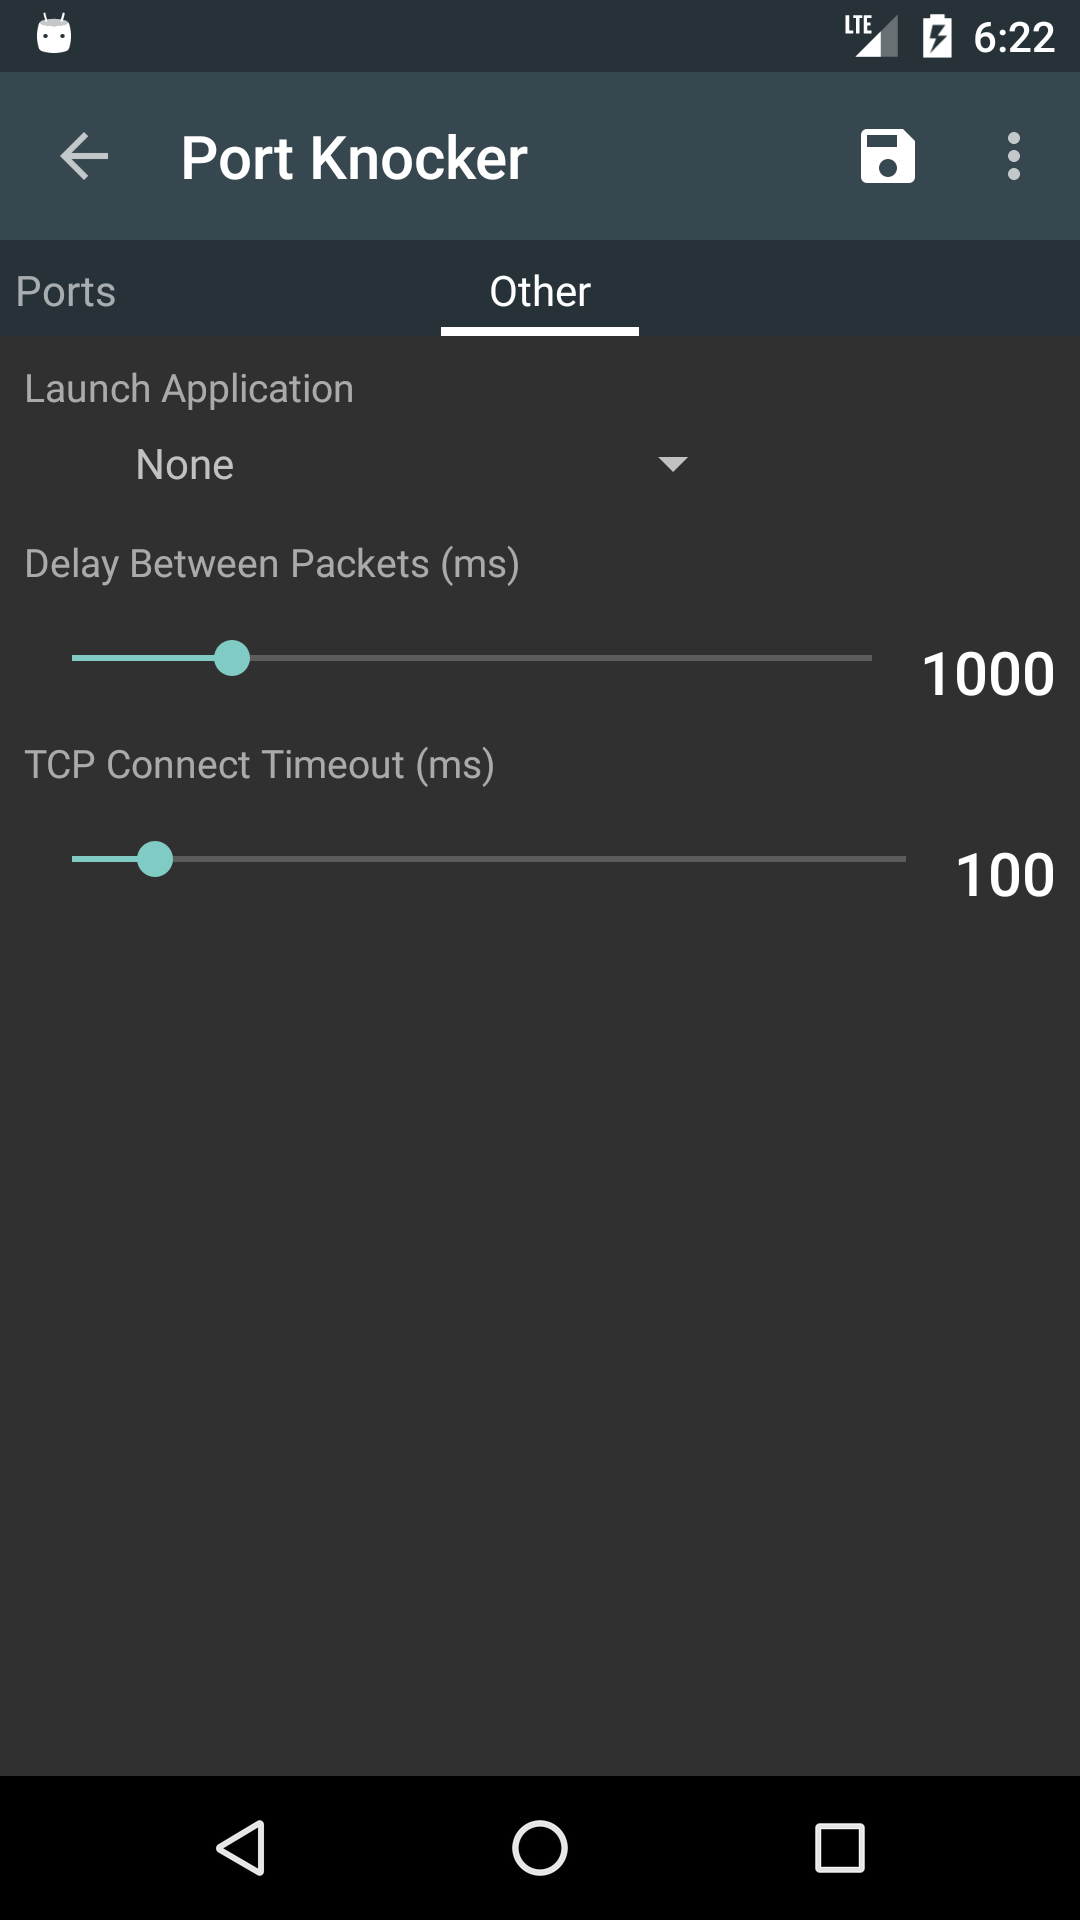 LTE 6:22
Port Knocker
Ports Other
Launch Application
None
Delay Between Packets (ms)
1000
TCP Connect Timeout (ms)
100